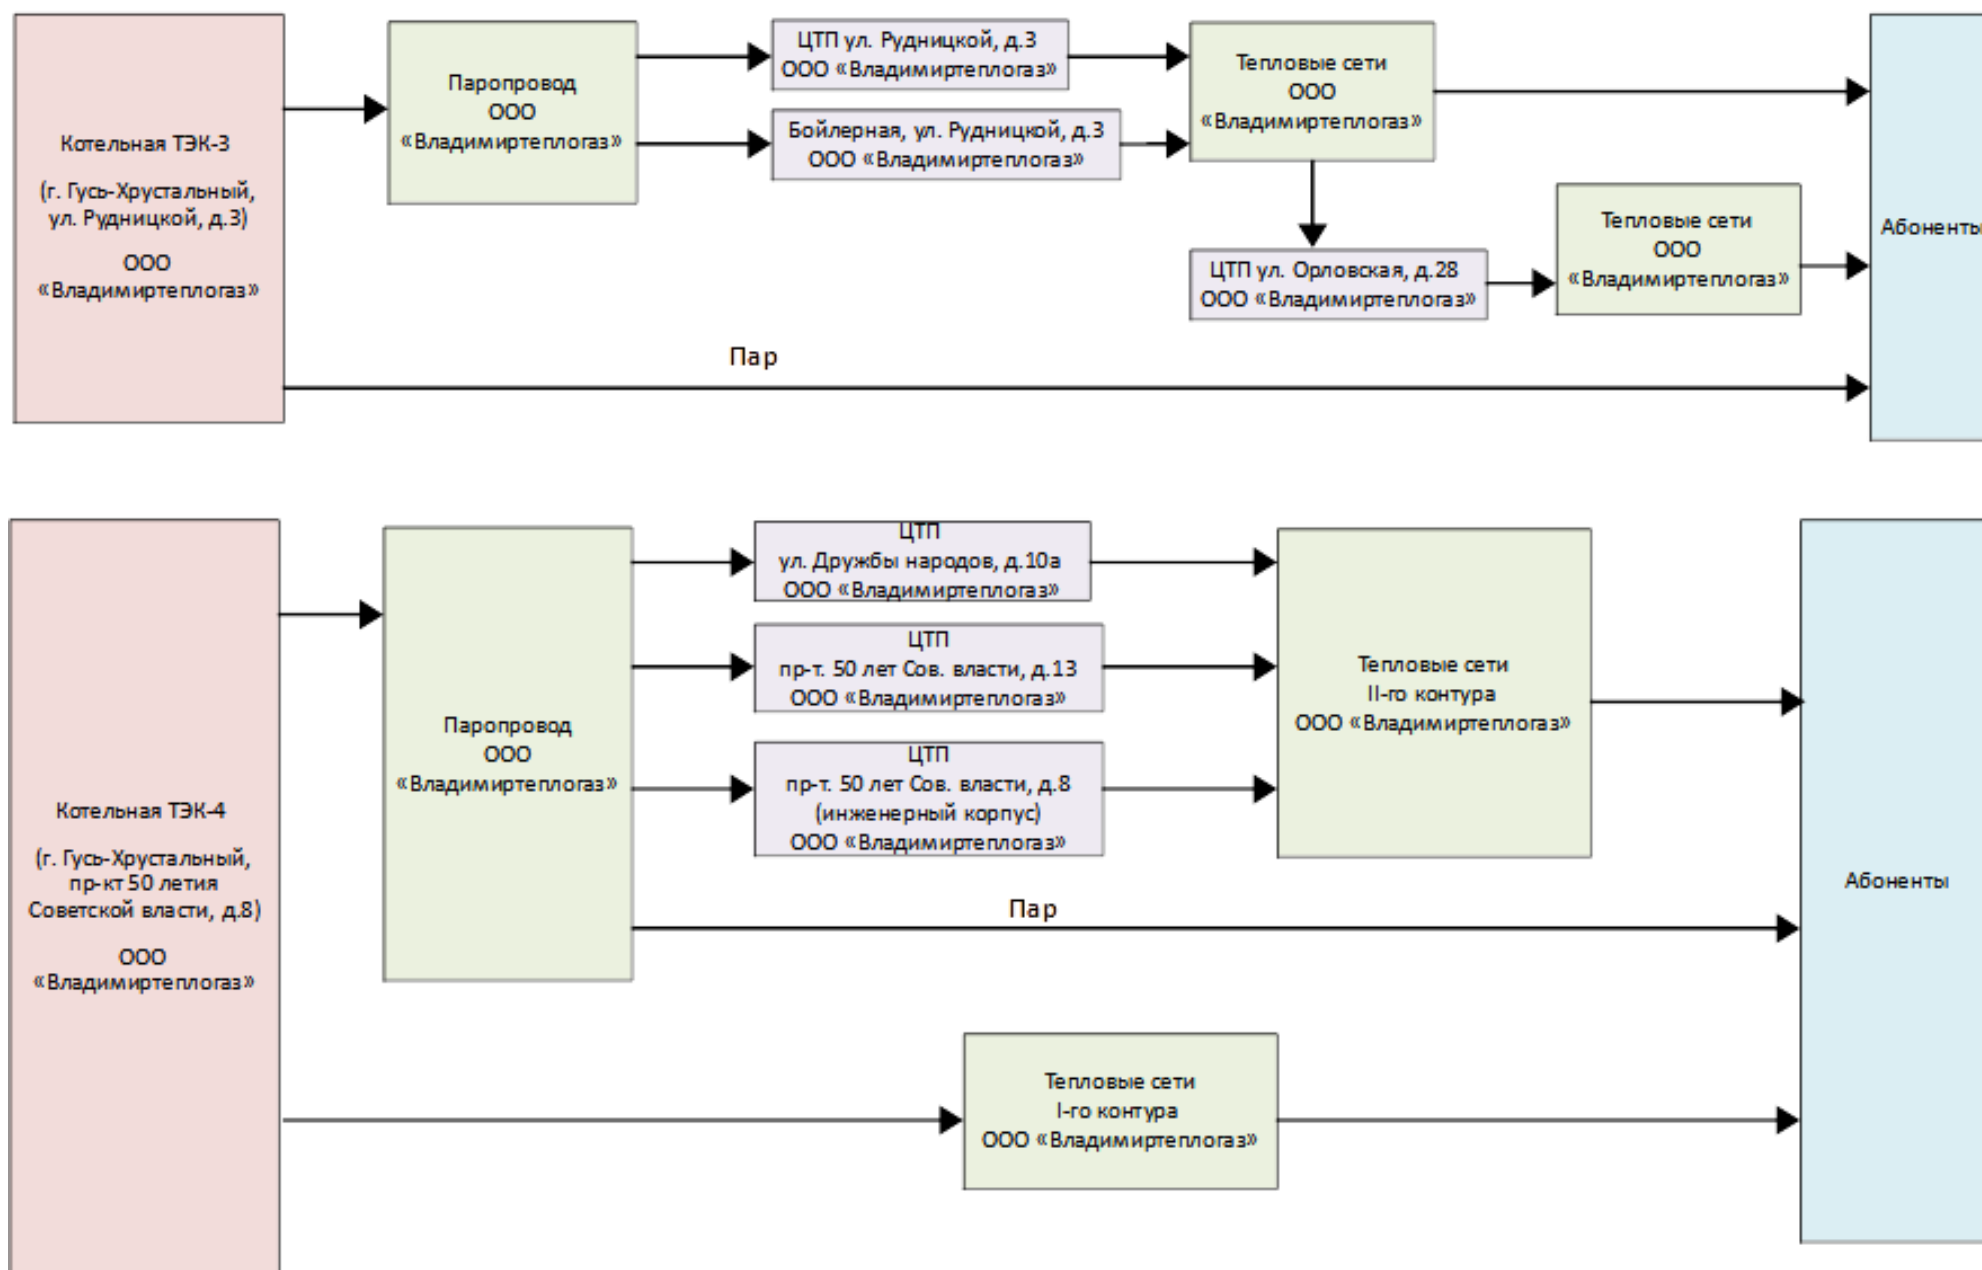 Котельная ТЭК-3
(г. Гусь-Хрустальный,
ул. Рудницкой, д.3)
ООО
«Владимиртеплогаз»
Паропровод
ООО
«Владимиртеплогаз»
ЦТП ул. Рудницкой, д.3
ООО «Владимиртеплогаз»
Бойлерная, ул. Рудницкой, д.3
ООО «Владимиртеплогаз»
Тепловые сети
ООО
«Владимиртеплогаз»
ЦТП ул. Орловская, д.28
ООО «Владимиртеплогаз»
Тепловые сети
ООО
«Владимиртеплогаз»
Абоненты
Пар
Котельная ТЭК-4
(г. Гусь-Хрустальный,
пр-кт 50 летия
Советской власти, д.8)
ООО
«Владимиртеплогаз»
Паропровод
ООО
«Владимиртеплогаз»
ЦТП
ул. Дружбы народов, д.10а
ООО «Владимиртеплогаз»
ЦТП
пр-т. 50 лет Сов. власти, д.13
ООО «Владимиртеплогаз»
ЦТП
пр-т. 50 лет Сов. власти, д.8
(инженерный корпус)
ООО «Владимиртеплогаз»
Тепловые сети
II-го контура
ООО «Владимиртеплогаз»
Пар
Абоненты
Тепловые сети
I-го контура
ООО «Владимиртеплогаз»